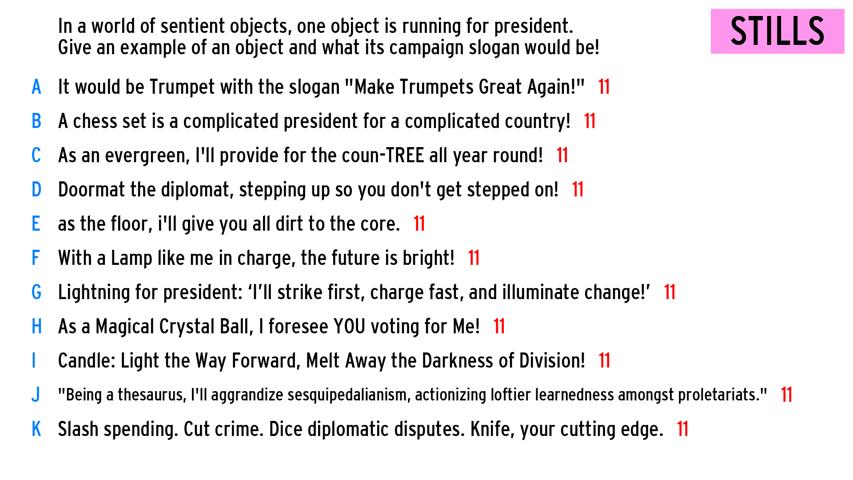 In a world of sentient objects, one object is running for president.
Give an example of an object and what its campaign slogan would be!
STILLS
A It would be Trumpet with the slogan "Make Trumpets Great Again!" 11
B A chess set is a complicated president for a complicated country! 11
C As an evergreen, I'll provide for the coun-TREE all year round! 11
D Doormat the diplomat, stepping up so you don't get stepped on! 11
E as the floor, i'll give you all dirt to the core. 11
F With a Lamp like me in charge, the future is bright! 11
G Lightning for president: ‘I’ll strike first, charge fast, and illuminate change!’ 11
H As a Magical Crystal Ball, I foresee YOU voting for Me! 11
I Candle: Light the Way Forward, Melt Away the Darkness of Division! 11
J "Being a thesaurus, I'll aggrandize sesquipedalianism, actionizing loftier learnedness amongst proletariats." 11
K Slash spending. Cut crime. Dice diplomatic disputes. Knife, your cutting edge. 11